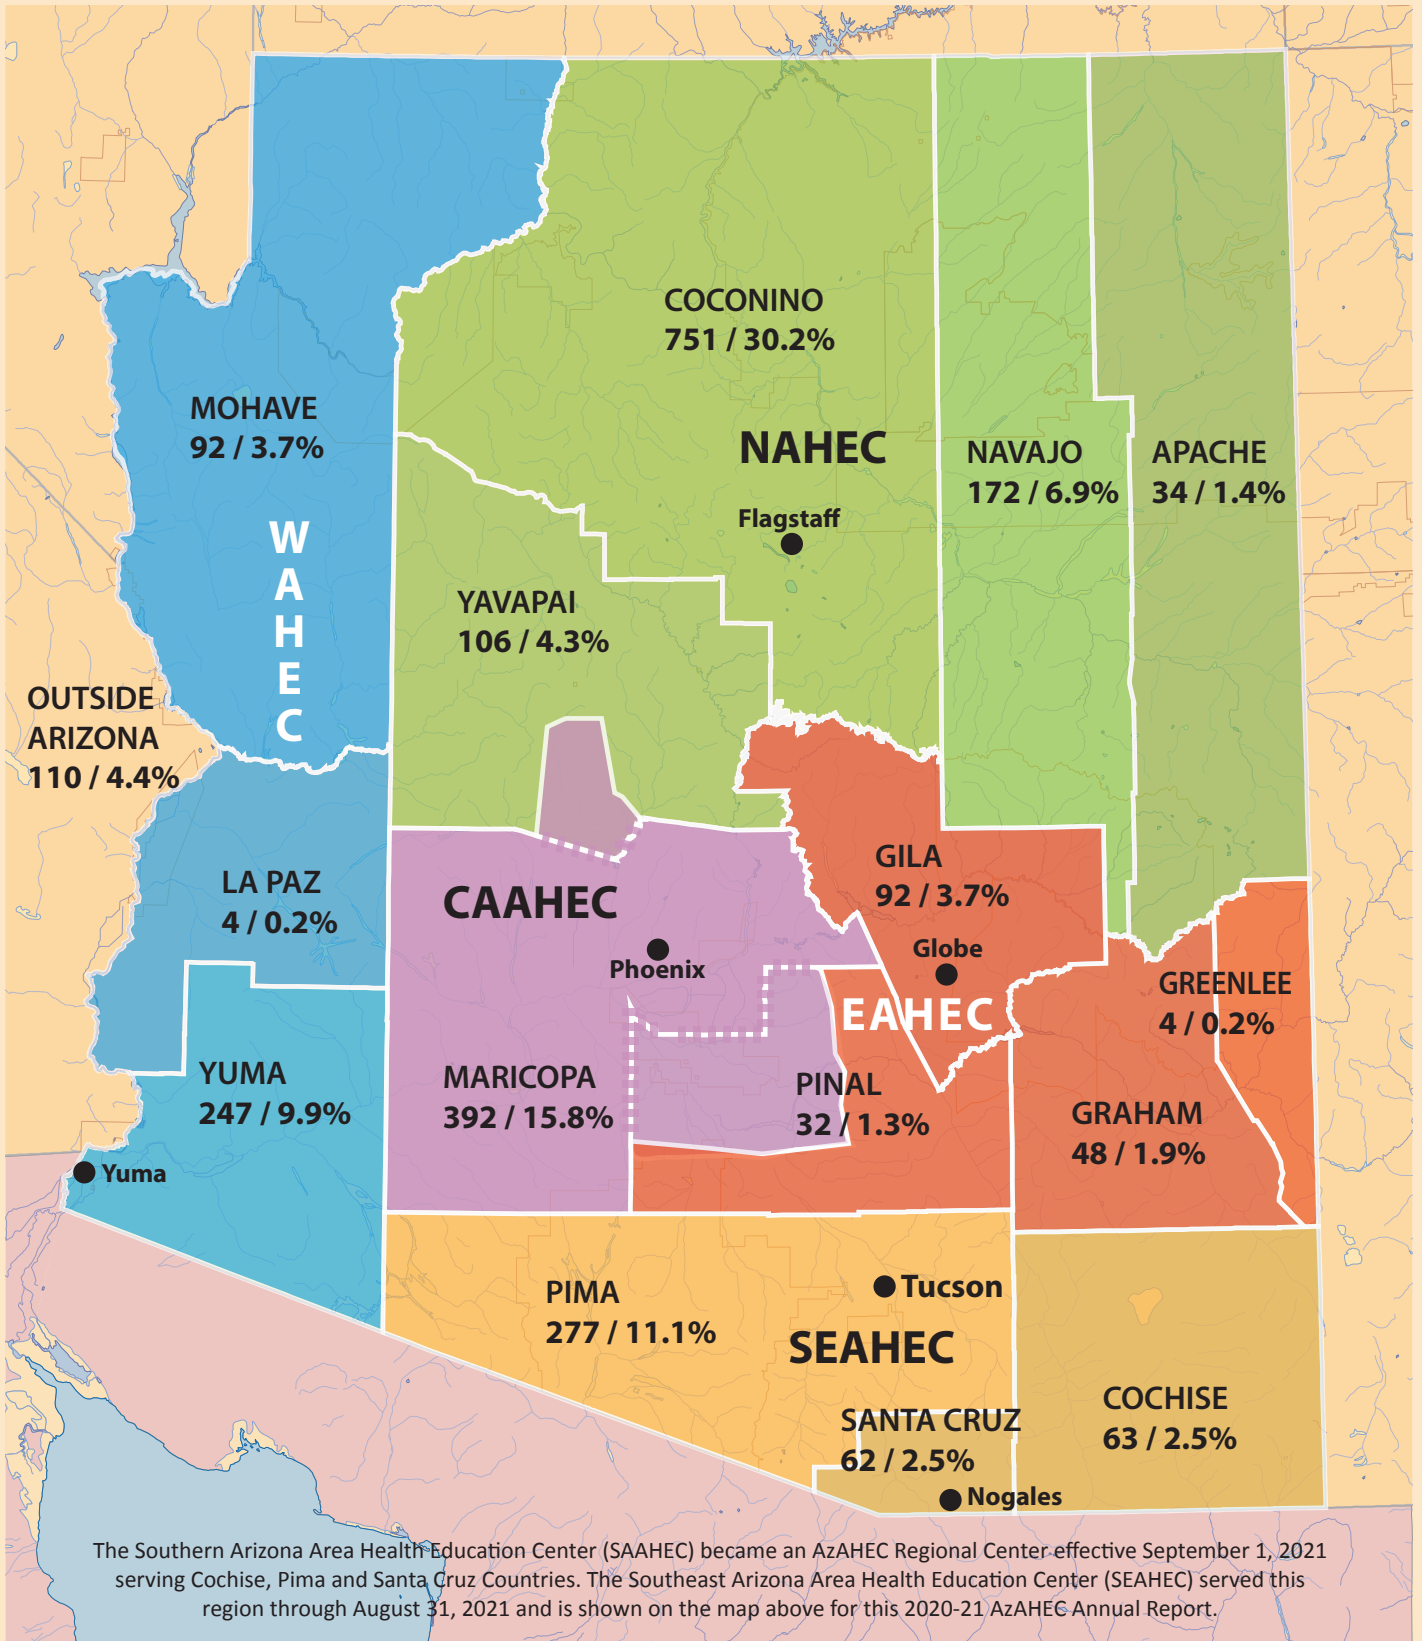 COCONINO
751 / 30.2%
MOHAVE
92 / 3.7%
NAHEC
NAVAJO
172 / 6.9%
APACHE
34 / 1.4%
Flagstaff
W
A
H
E
C
YAVAPAI
106 / 4.3%
OUTSIDE
ARIZONA
110 / 4.4%
GILA
92 / 3.7%
LA PAZ
4 / 0.2%
CAAHEC
Phoenix
Globe
GREENLEE
4 / 0.2%
EAHEC
YUMA
247 / 9.9%
MARICOPA
392 / 15.8%
PINAL
32 / 1.3%
GRAHAM
48 / 1.9%
Yuma
PIMA
277 / 11.1%
Tucson
SEAHEC
SANTA CRUZ
62 / 2.5%
COCHISE
63 / 2.5%
Nogales
The Southern Arizona Area Health Education Center (SAAHEC) became an AzAHEC Regional Center effective September 1, 2021
serving Cochise, Pima and Santa Cruz Countries. The Southeast Arizona Area Health Education Center (SEAHEC) served this
region through August 31, 2021 and is shown on the map above for this 2020-21 AzAHEC Annual Report.